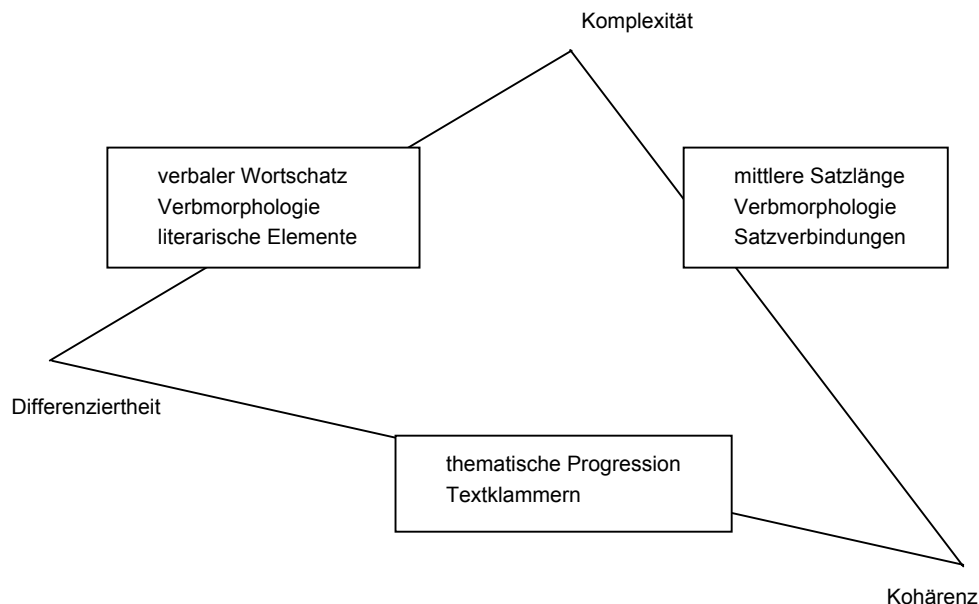 Komplexität
verbaler Wortschatz
Verbmorphologie
literarische Elemente
mittlere Satzlänge
Verbmorphologie
Satzverbindungen
Differenziertheit
thematische Progression
Textklammern
Kohärenz